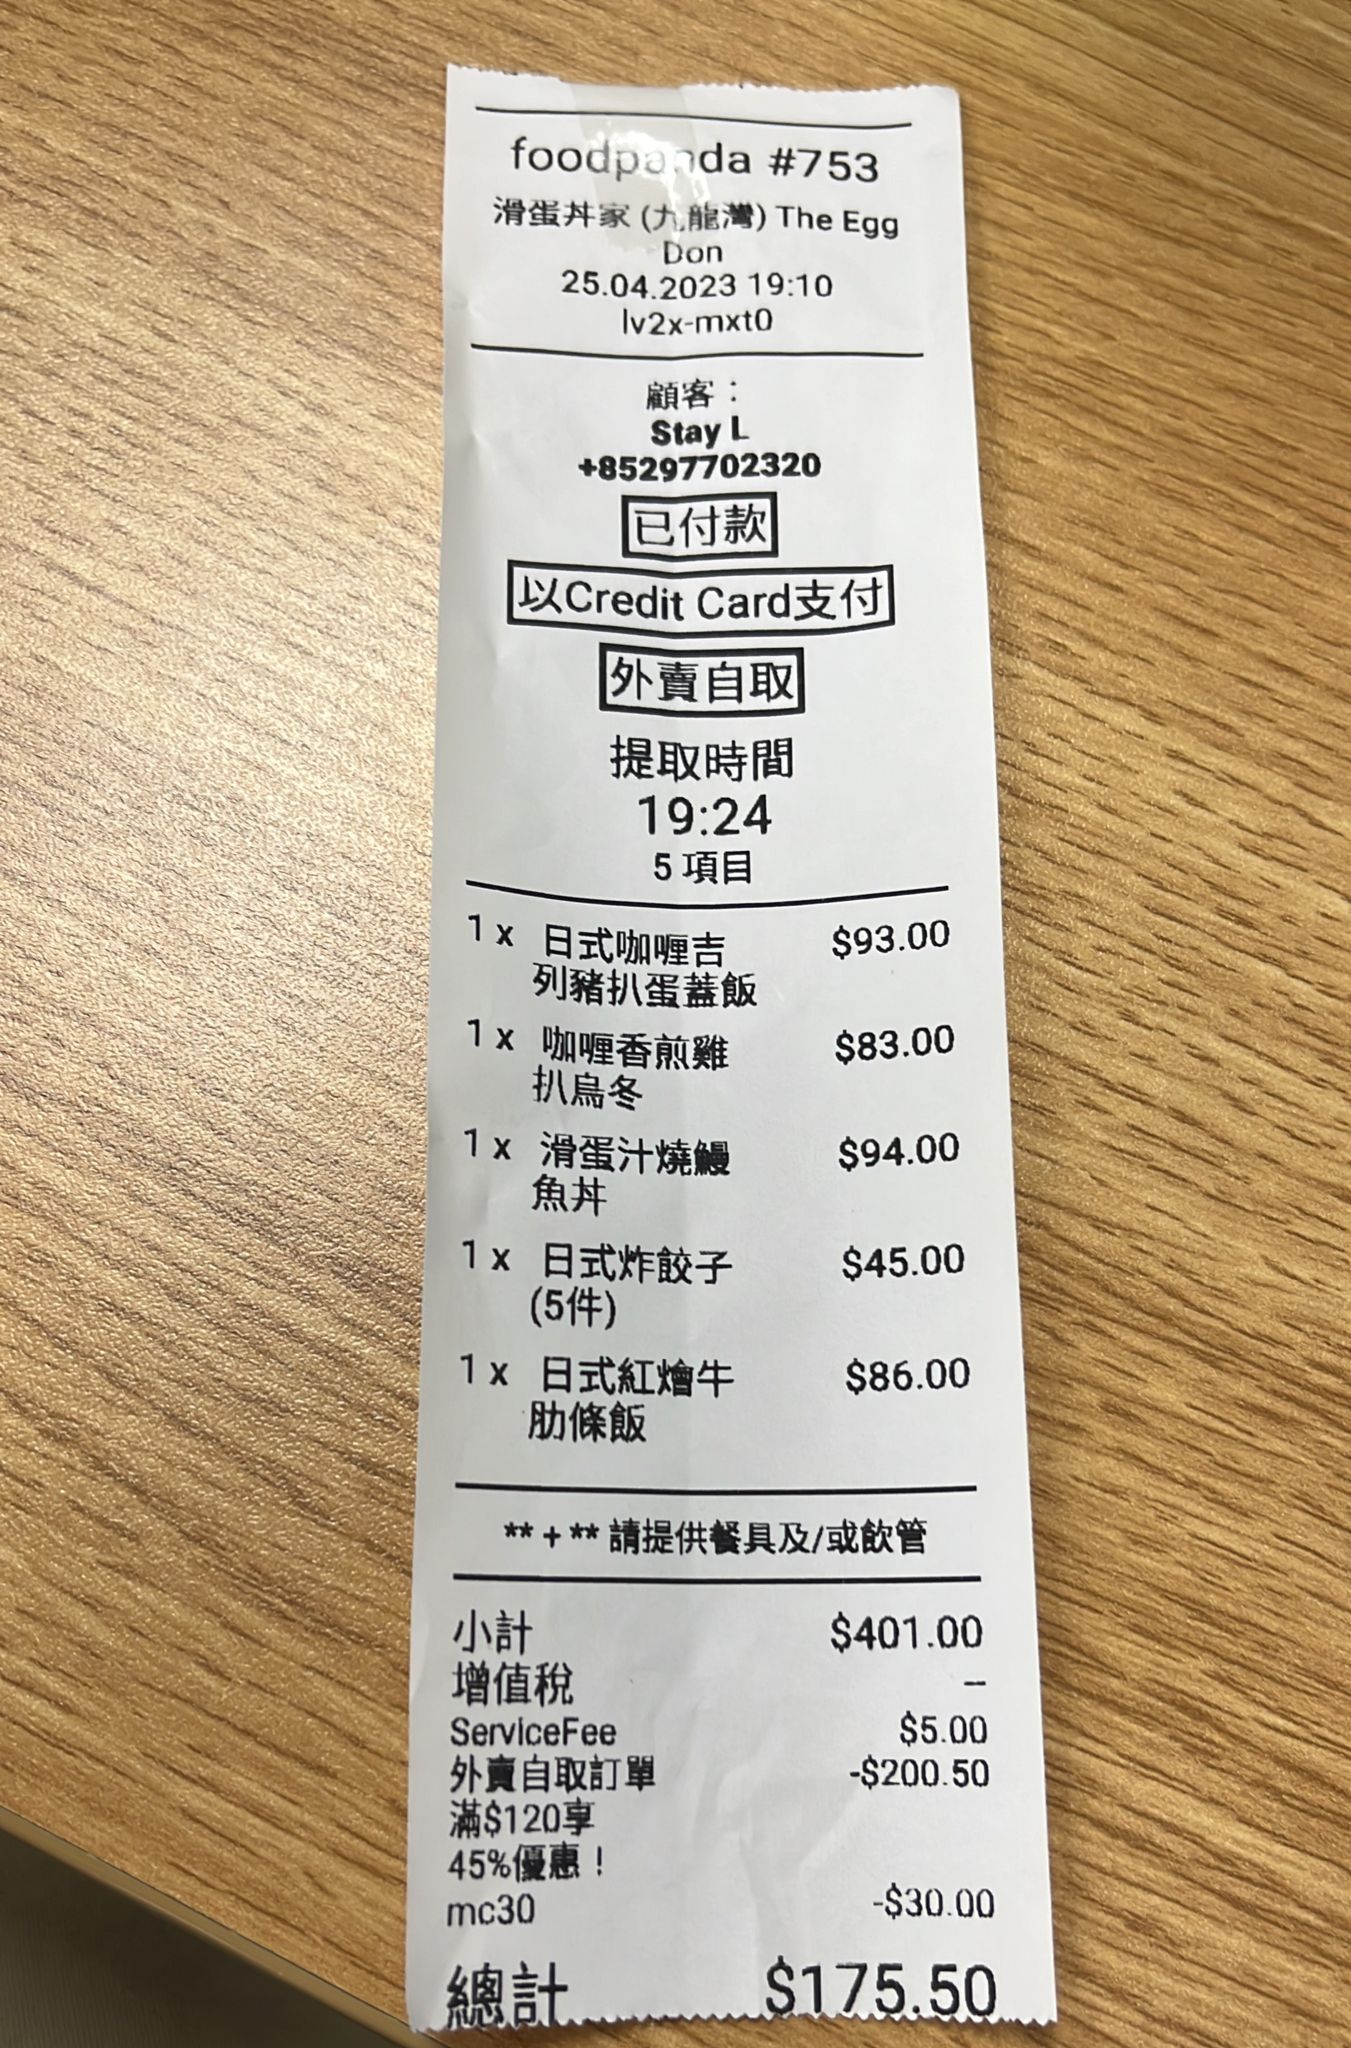 foodpanda #753
滑蛋丼家 (九龍灣) The Egg
Don
25.04.2023 19:10
lv2x-mxt0
顧客：
Stay L
+85297702320
已付款
以Credit Card支付
外賣自取
提取時間
19:24
5 項目
1 x 日式咖喱吉 $93.00
列豬扒蛋蓋飯
1 x 咖喱香煎雞 $83.00
扒烏冬
1 x 滑蛋汁燒鰻 $94.00
魚丼
1 x 日式炸餃子 $45.00
(5件)
1 x 日式紅燴牛 $86.00
肋條飯
** + ** 請提供餐具及/或飲管
小計 $401.00
增值稅 –
ServiceFee $5.00
外賣自取訂單 -$200.50
滿$120享
45%優惠！
mc30 -$30.00
總計 $175.50